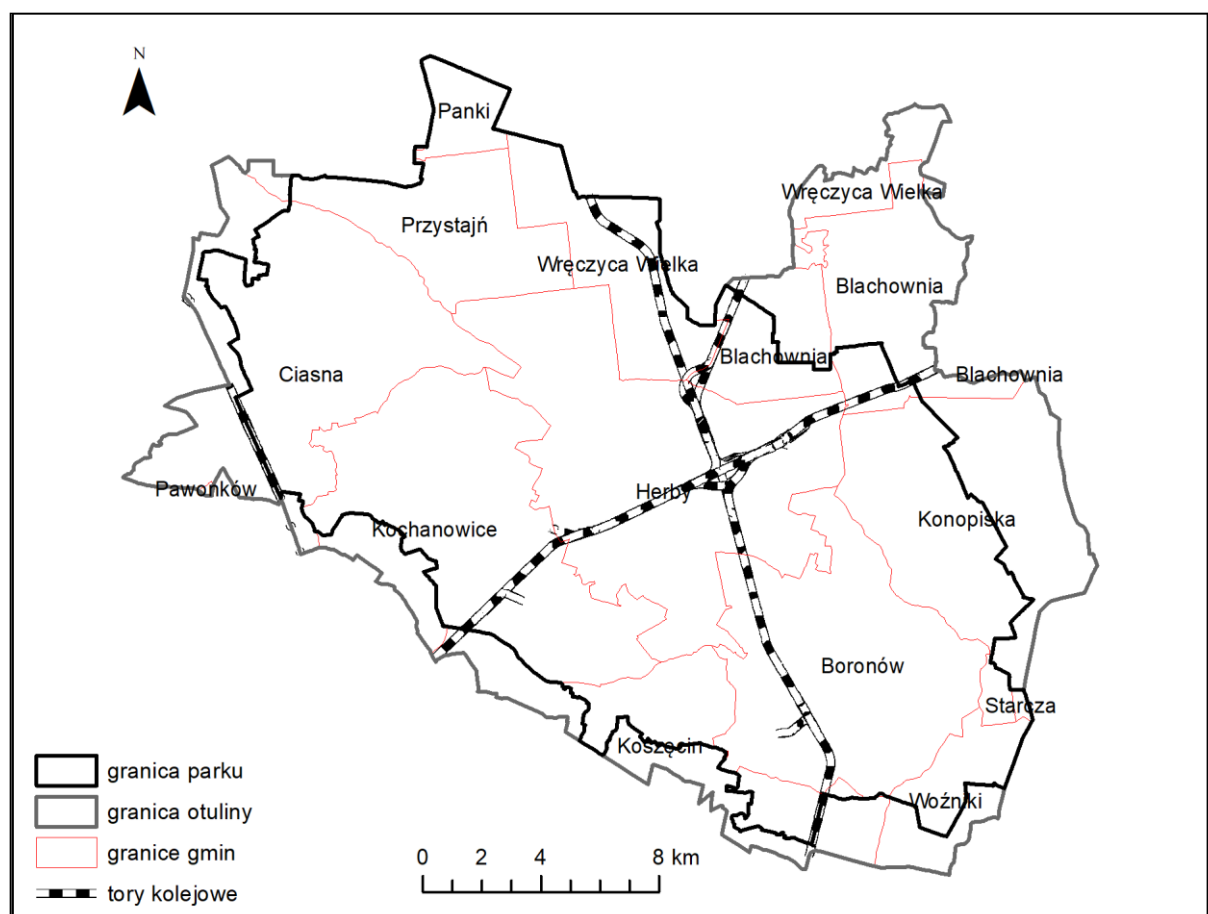 N
Panki
Wręczyca Wielka
Przystajń
Wręczyca Wielka
Blachownia
Blachownia
Ciasna
Blachownia
Pawonków
Herby
Konopiska
Kochanowice
Boronów
Starcza
Koszęcin
Woźniki
granica parku
granica otuliny
granice gmin
tory kolejowe
0 2 4 8 km